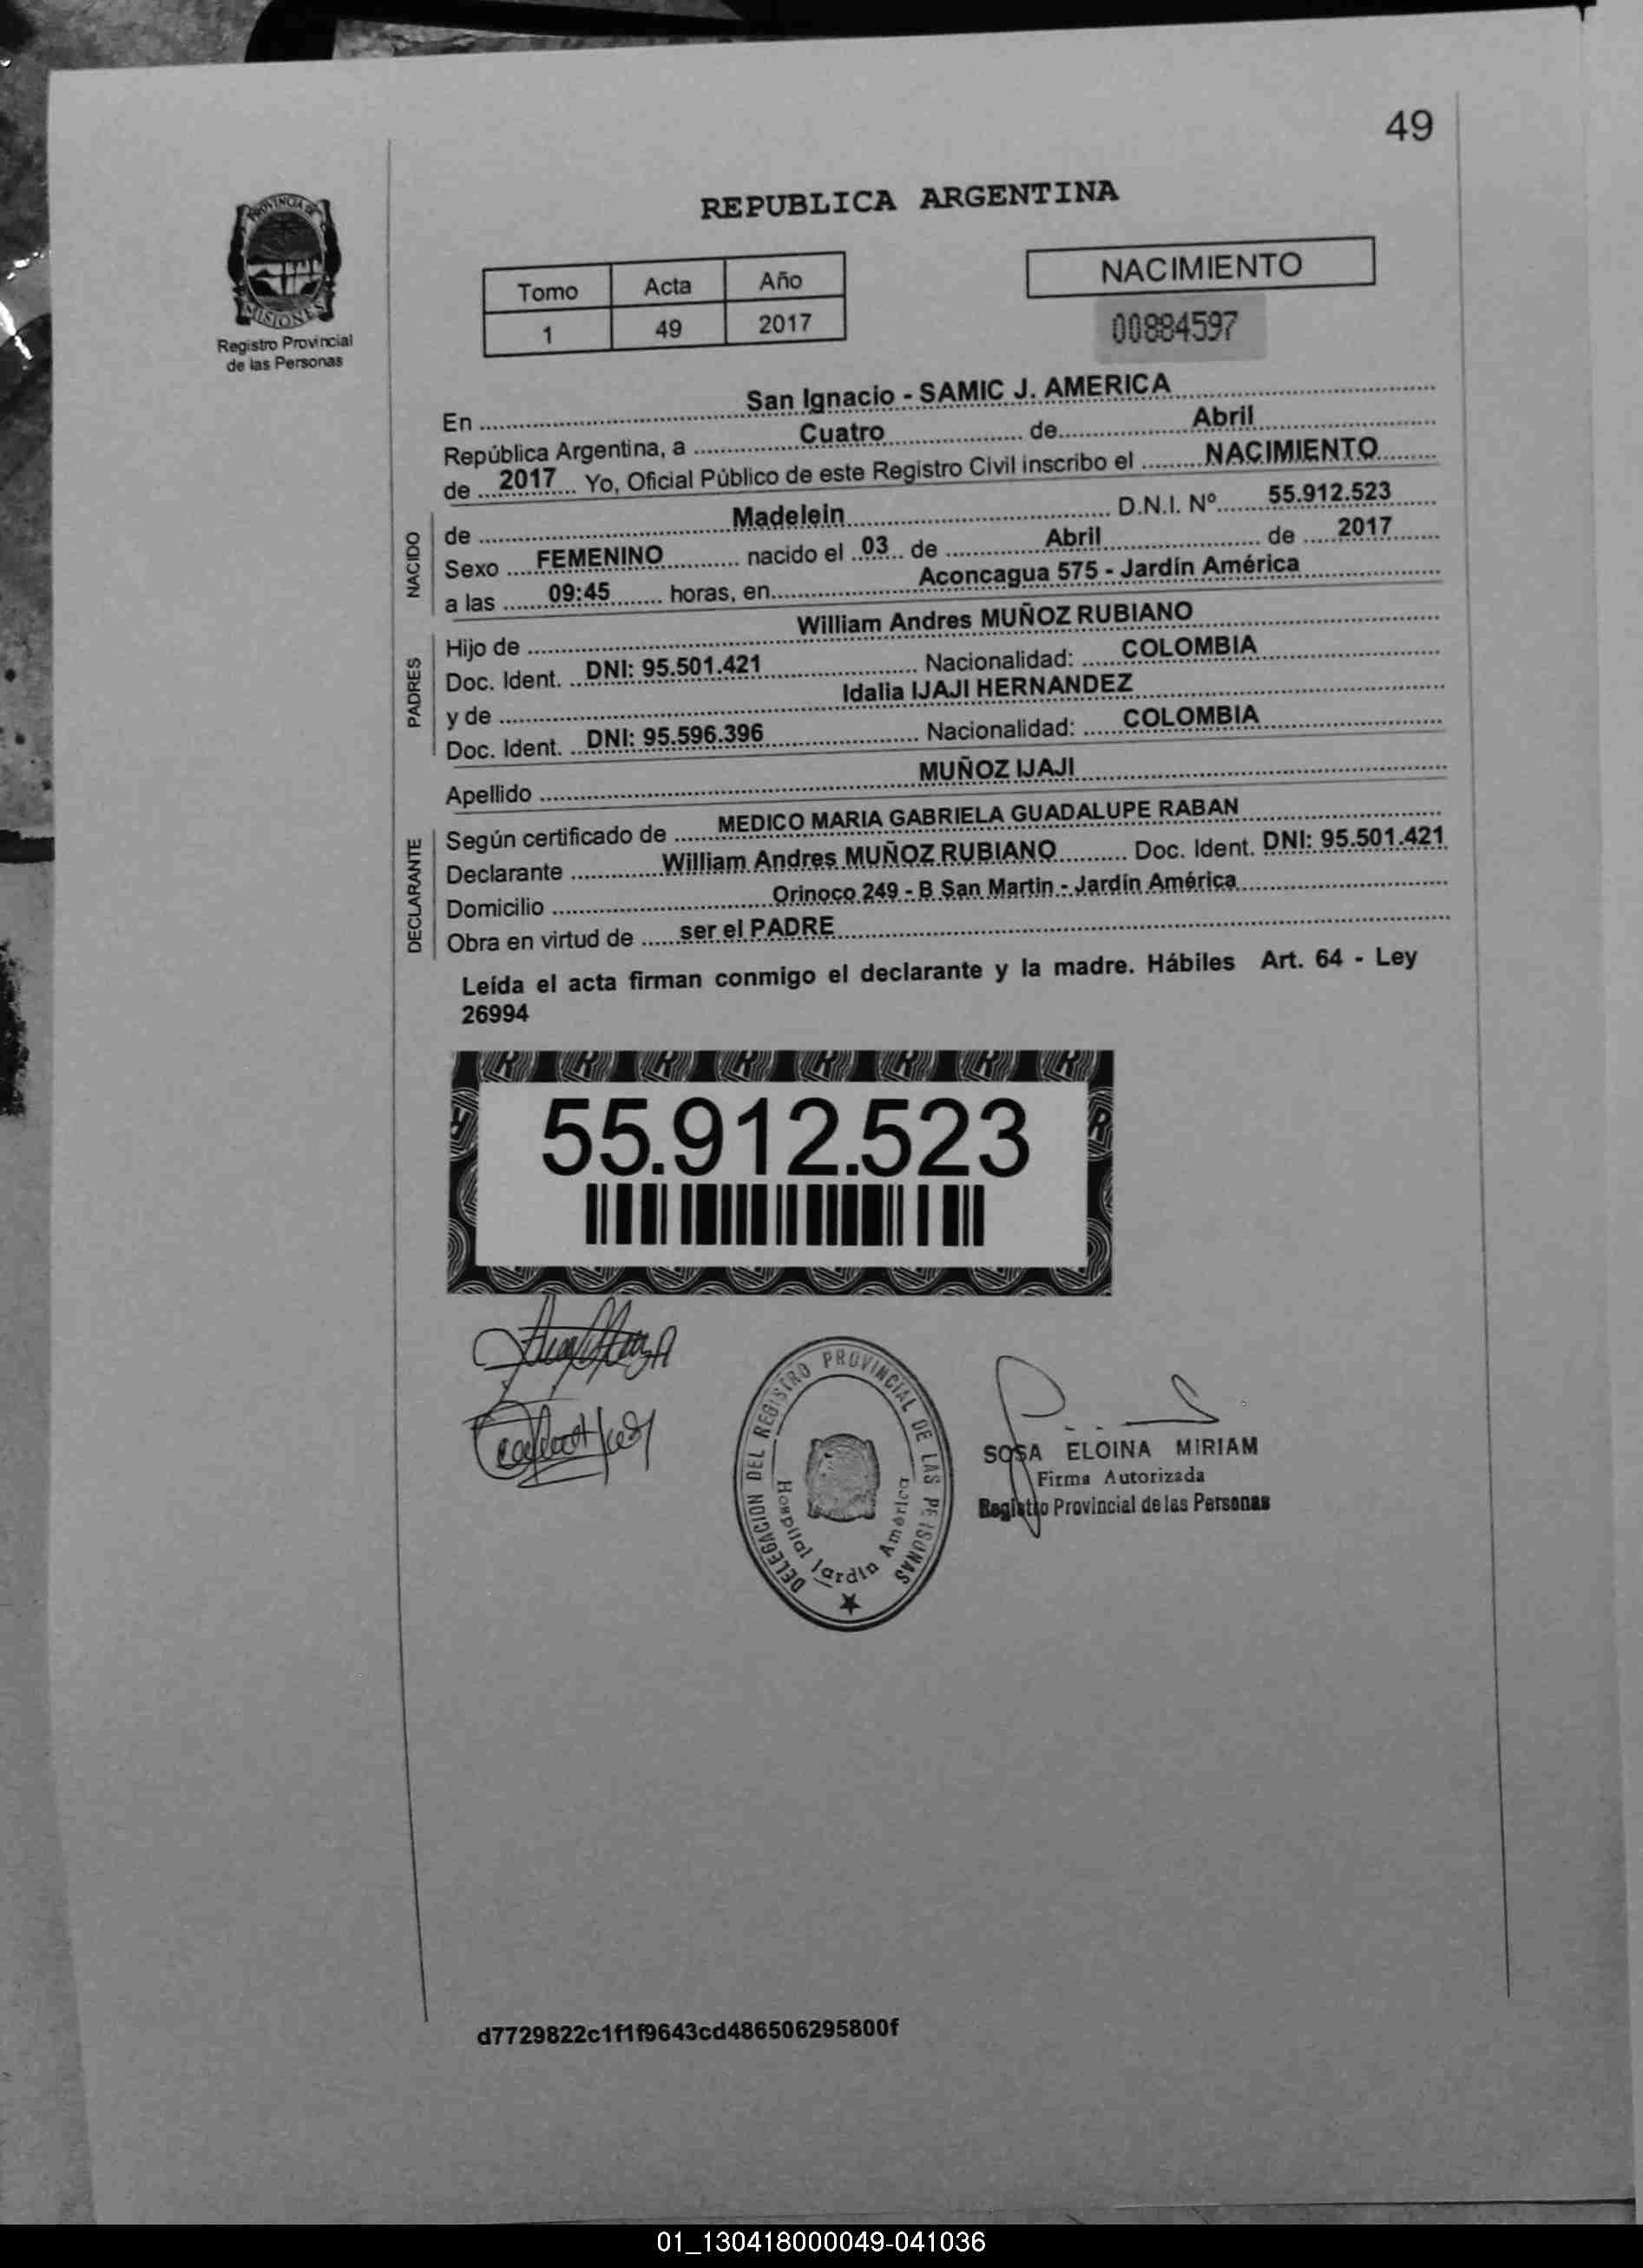 49
PROVINCIA DE
MISIONES
Registro Provincial
de las Personas
REPUBLICA ARGENTINA
Tomo Acta Año
1 49 2017
NACIMIENTO
00884597
En San Ignacio - SAMIC J. AMERICA
República Argentina, a Cuatro de Abril
de 2017 Yo, Oficial Público de este Registro Civil inscribo el NACIMIENTO
NACIDO
de Madelein D.N.I. Nº 55.912.523
Sexo FEMENINO nacido el 03 de Abril de 2017
a las 09:45 horas, en Aconcagua 575 - Jardín América
PADRES
Hijo de William Andres MUÑOZ RUBIANO
Doc. Ident. DNI: 95.501.421 Nacionalidad: COLOMBIA
y de Idalia IJAJI HERNANDEZ
Doc. Ident. DNI: 95.596.396 Nacionalidad: COLOMBIA
Apellido MUÑOZ IJAJI
DECLARANTE
Según certificado de MEDICO MARIA GABRIELA GUADALUPE RABAN
Declarante William Andres MUÑOZ RUBIANO Doc. Ident. DNI: 95.501.421
Domicilio Orinoco 249 - B San Martin - Jardín América
Obra en virtud de ser el PADRE
Leída el acta firman conmigo el declarante y la madre. Hábiles Art. 64 - Ley
26994
55.912.523
DELEGACION DEL REGISTRO PROVINCIAL DE LAS PERSONAS
Hospital Jardín América
SOSA ELOINA MIRIAM
Firma Autorizada
Registro Provincial de las Personas
d7729822c1f1f9643cd486506295800f
01_130418000049-041036